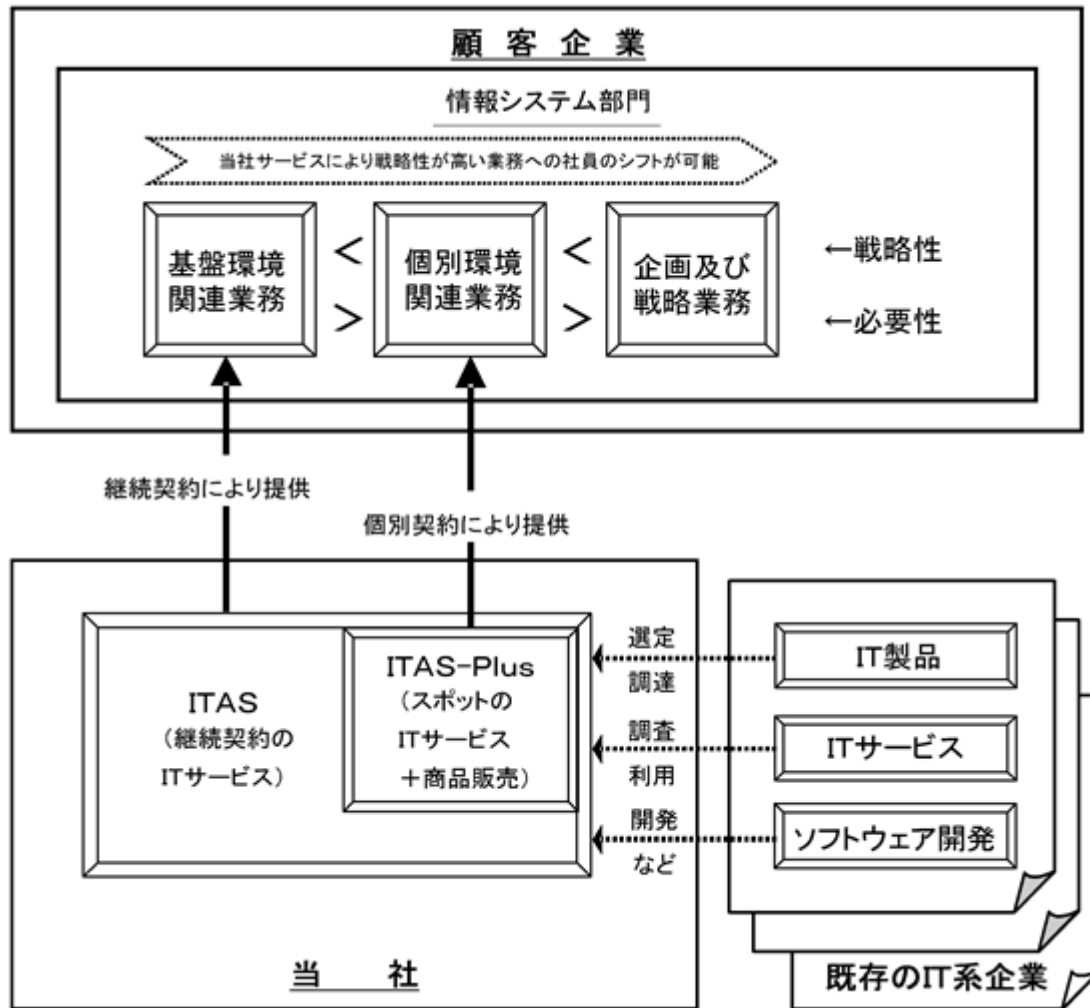 顧客企業
情報システム部門
当社サービスにより戦略性が高い業務への社員のシフトが可能
基盤環境
関連業務
<
>
個別環境
関連業務
<
>
企画及び
戦略業務
←戦略性
←必要性
継続契約により提供
個別契約により提供
ITAS
(継続契約の
ITサービス)
ITAS-Plus
(スポットの
ITサービス
+商品販売)
選定
調達
調査
利用
開発
など
IT製品
ITサービス
ソフトウェア開発
当社
既存のIT系企業